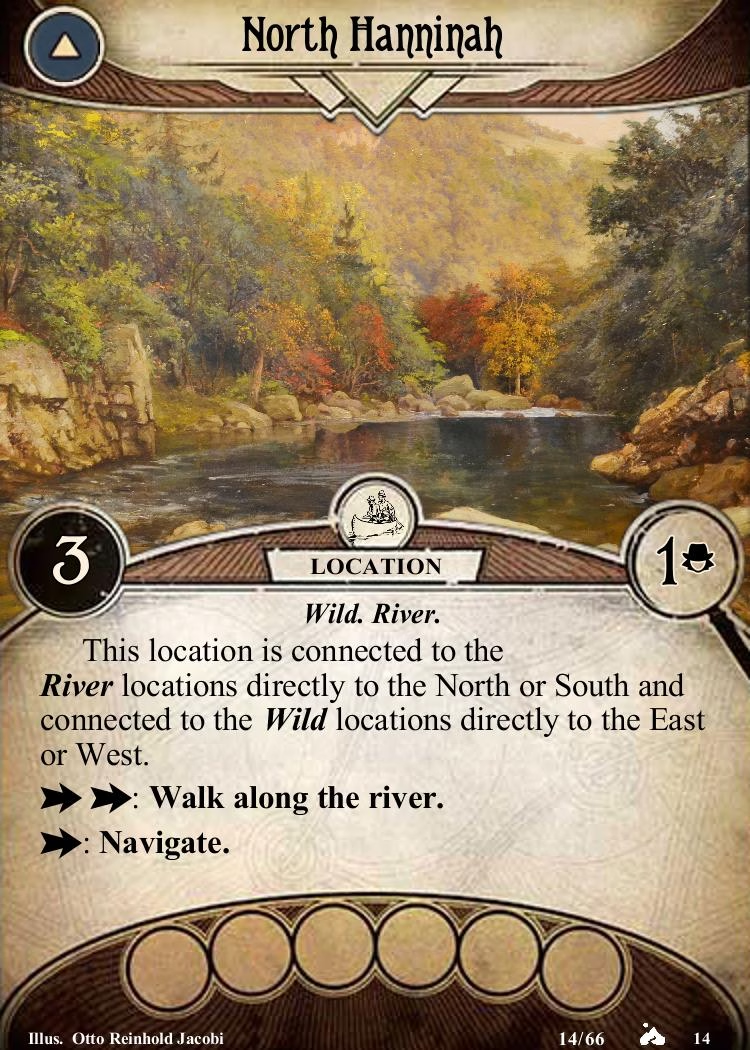 North Hanninah
3
LOCATION
1
Wild. River.
This location is connected to the
River locations directly to the North or South and
connected to the Wild locations directly to the East
or West.
: Walk along the river.
: Navigate.
Illus. Otto Reinhold Jacobi
14/66
14